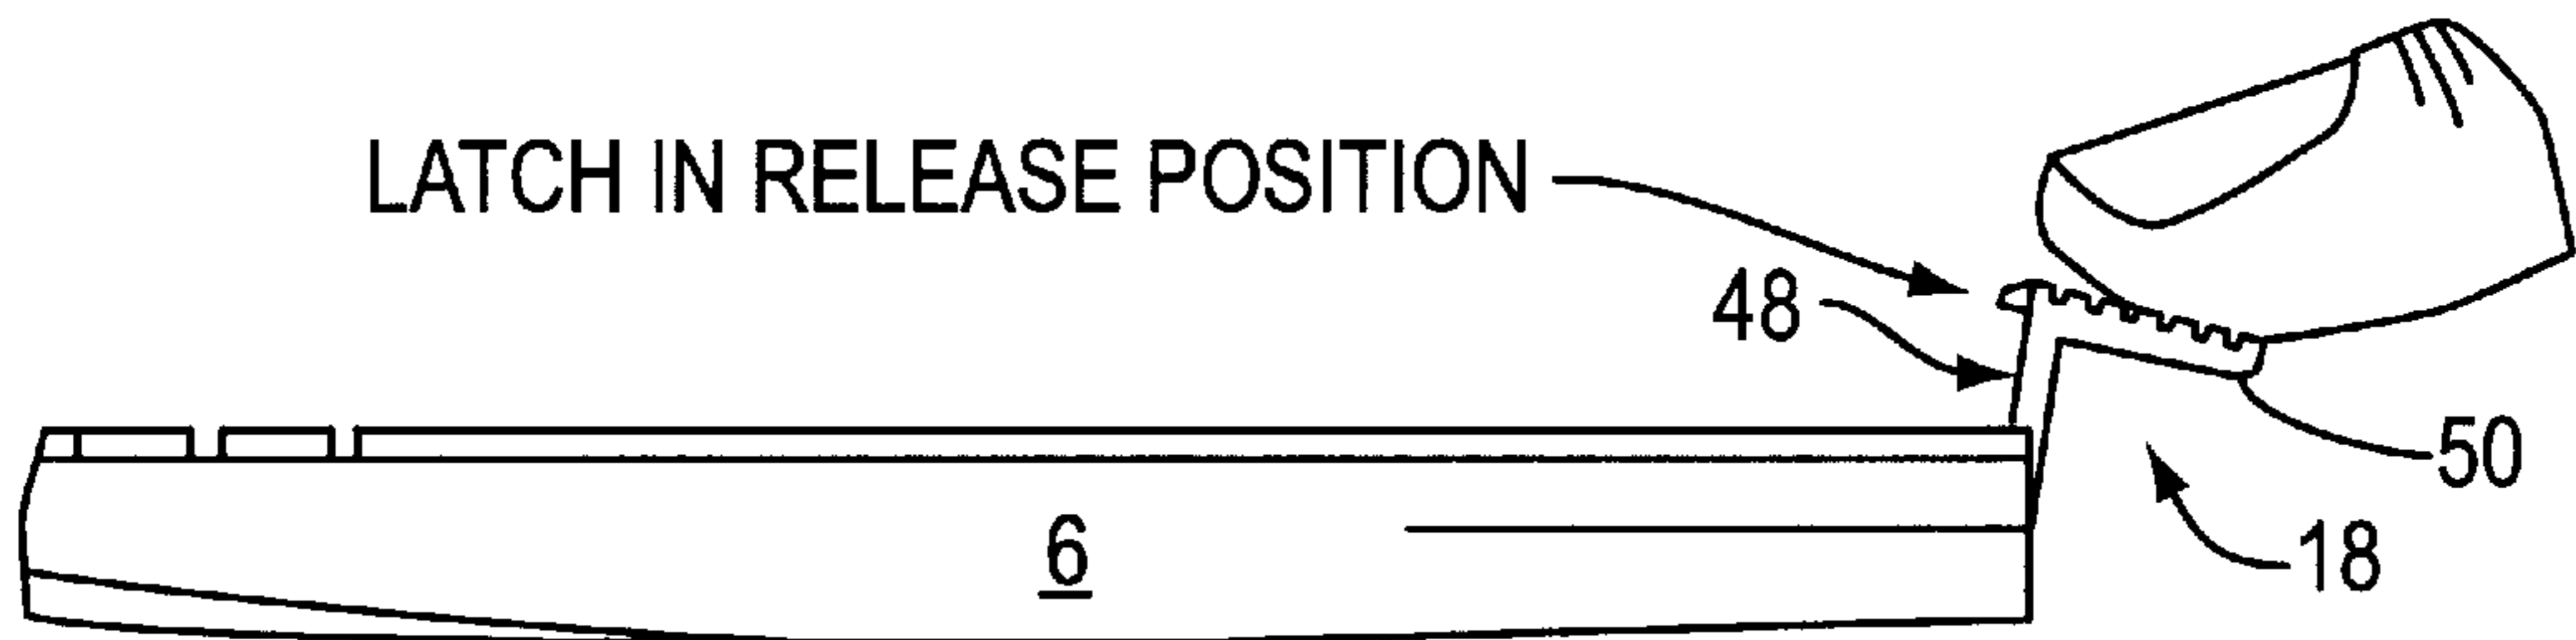 LATCH IN RELEASE POSITION
48
50
6
18